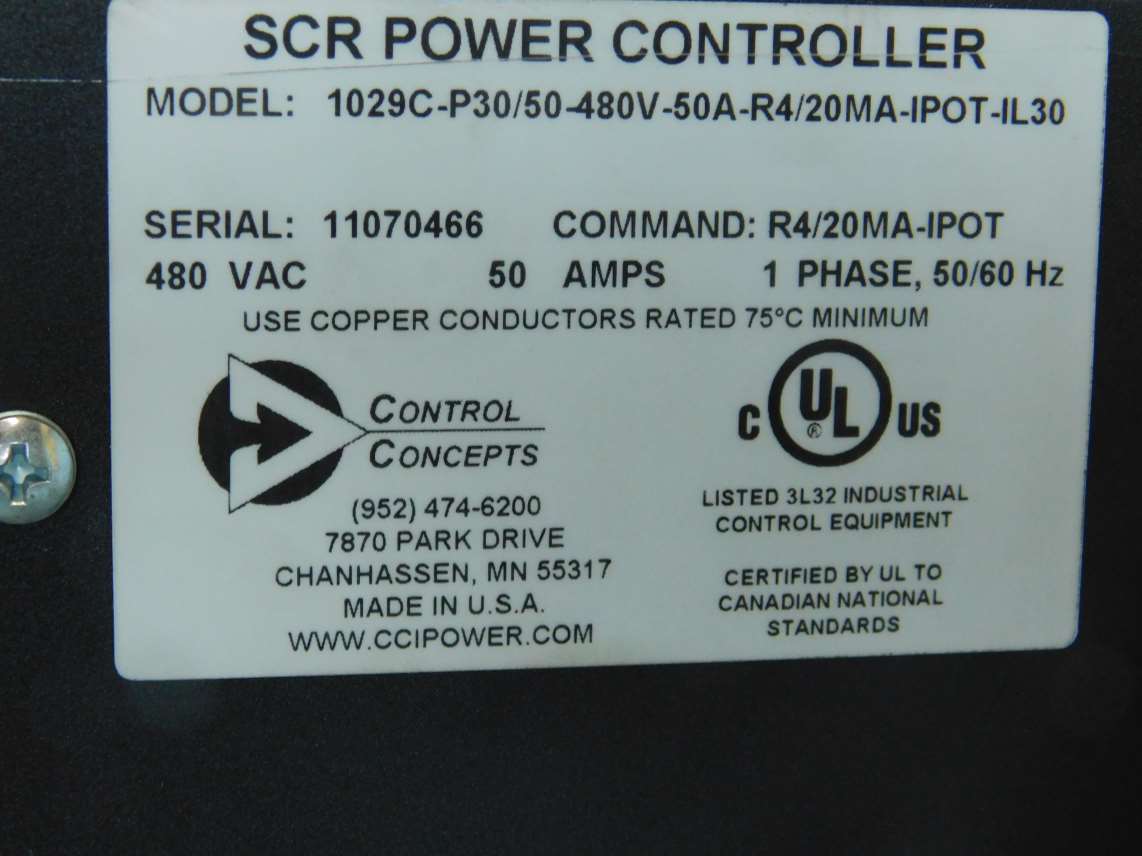 SCR POWER CONTROLLER
MODEL: 1029C-P30/50-480V-50A-R4/20MA-IPOT-IL30
SERIAL: 11070466 COMMAND: R4/20MA-IPOT
480 VAC 50 AMPS 1 PHASE, 50/60 Hz
USE COPPER CONDUCTORS RATED 75°C MINIMUM
CONTROL
CONCEPTS
(952) 474-6200
7870 PARK DRIVE
CHANHASSEN, MN 55317
MADE IN U.S.A.
WWW.CCIPOWER.COM
C UL® US
LISTED 3L32 INDUSTRIAL
CONTROL EQUIPMENT
CERTIFIED BY UL TO
CANADIAN NATIONAL
STANDARDS